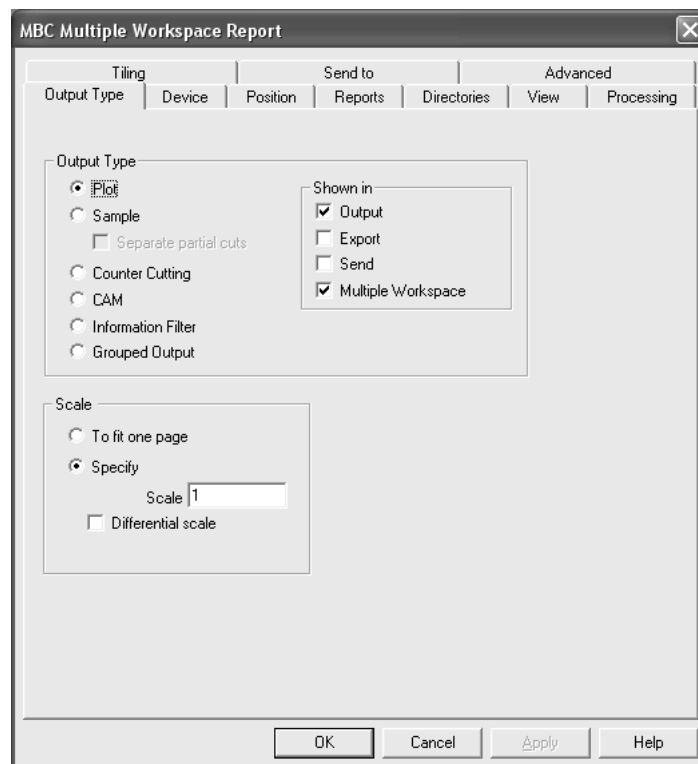 MBC Multiple Workspace Report
Tiling Send to Advanced
Output Type Device Position Reports Directories View Processing
Output Type
Plot
Sample
Separate partial cuts
Counter Cutting
CAM
Information Filter
Grouped Output
Shown in
Output
Export
Send
Multiple Workspace
Scale
To fit one page
Specify
Scale 1
Differential scale
OK Cancel Apply Help